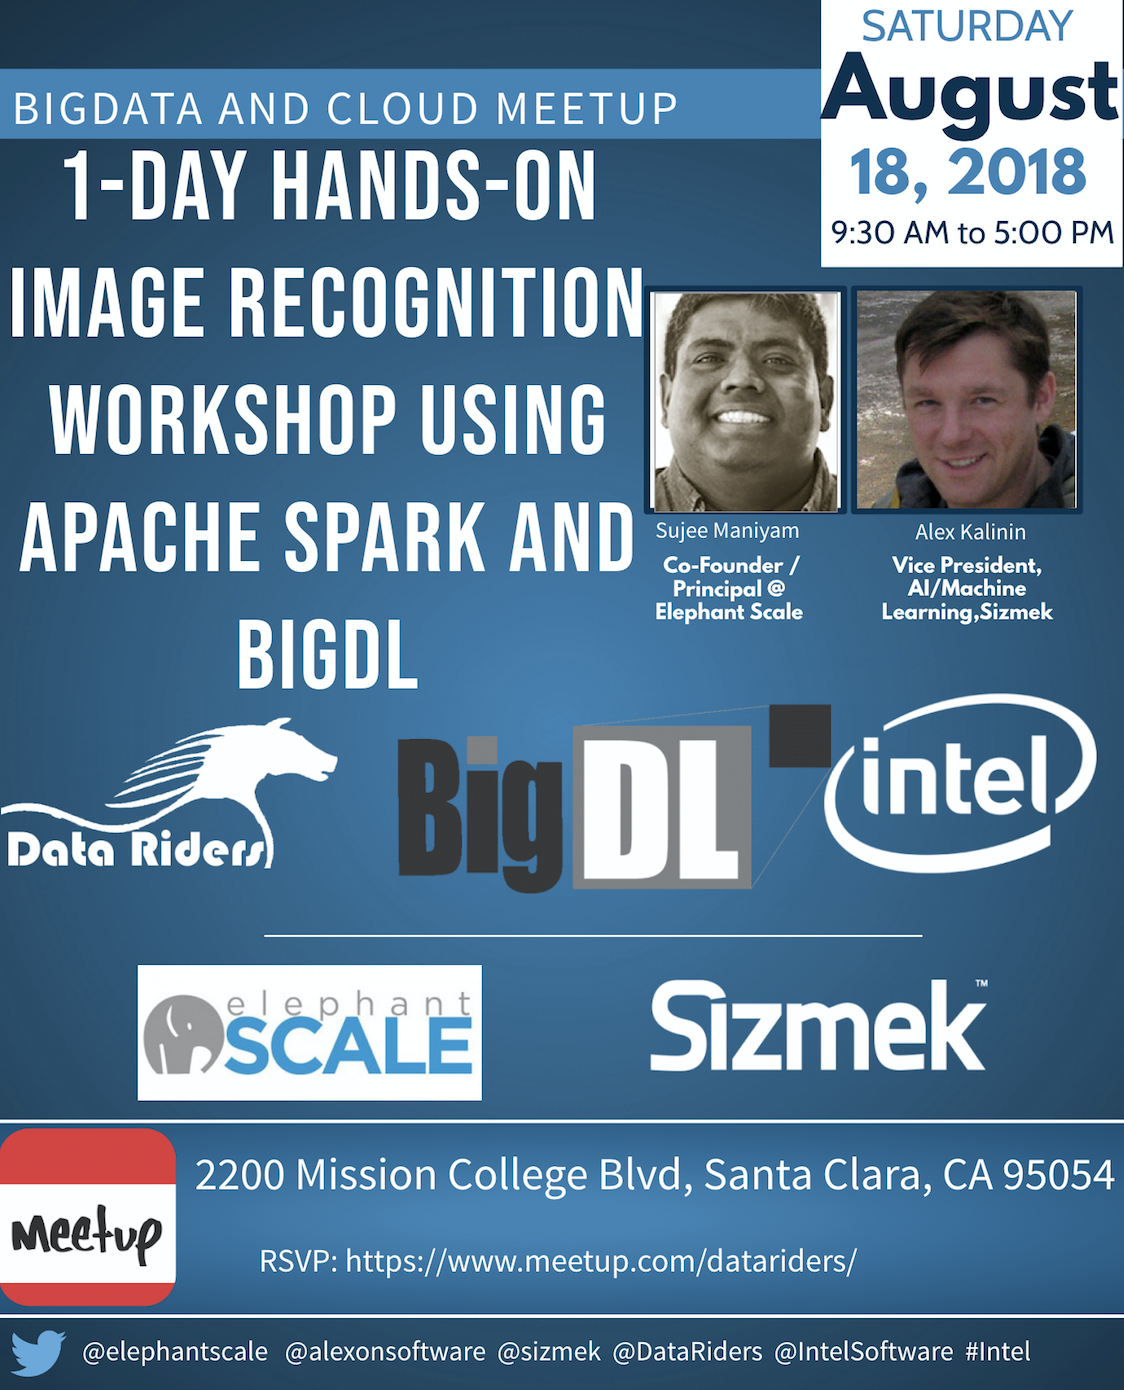 SATURDAY
August
18, 2018
9:30 AM to 5:00 PM
BIGDATA AND CLOUD MEETUP
1-DAY HANDS-ON
IMAGE RECOGNITION
WORKSHOP USING
APACHE SPARK AND
BIGDL
Sujee Maniyam
Co-Founder /
Principal @
Elephant Scale
Alex Kalinin
Vice President,
AI/Machine
Learning,Sizmek
Data Riders
BigDL
intel
elephant
SCALE
Sizmek™
Meetup
2200 Mission College Blvd, Santa Clara, CA 95054
RSVP: https://www.meetup.com/datariders/
@elephantscale @alexonsoftware @sizmek @DataRiders @IntelSoftware #Intel